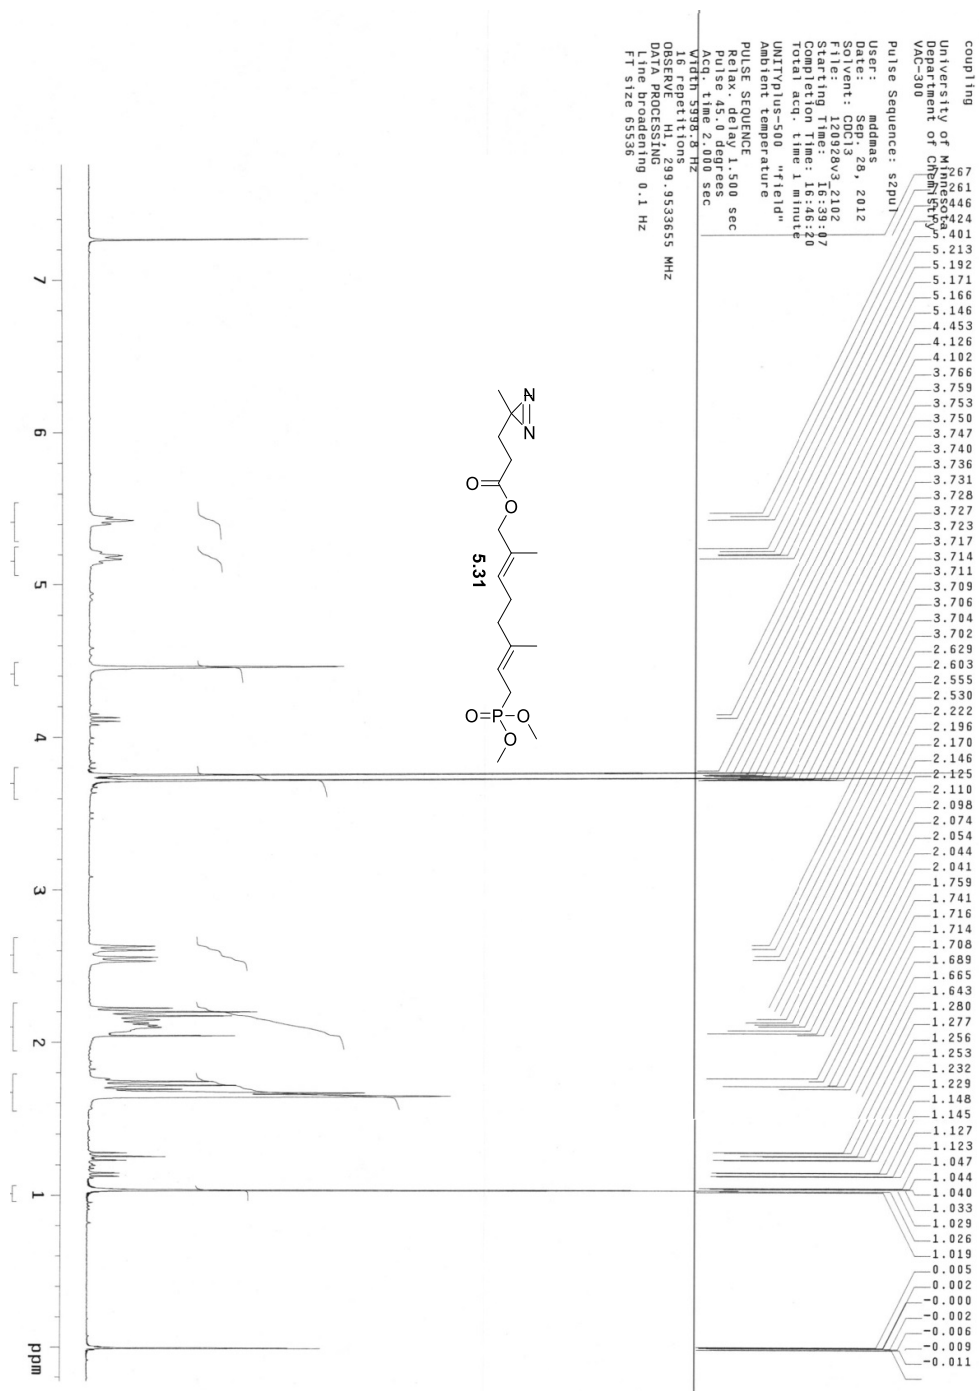 coupling
University of Minnesota
Department of Chemistry
VAC-300
Pulse Sequence: s2pul
User: mddmas
Date: Sep. 28, 2012
Solvent: CDCl3
File: 120928v3_2102
Starting Time: 16:39:07
Completion Time: 16:46:20
Total acq. time 1 minute
UNITYplus-500 "field"
Ambient temperature
PULSE SEQUENCE
Relax. delay 1.500 sec
Pulse 45.0 degrees
Acq. time 2.000 sec
Width 5998.8 Hz
16 repetitions
OBSERVE H1, 299.9533655 MHz
DATA PROCESSING
Line broadening 0.1 Hz
FT size 65536
7.267
7.261
5.446
5.424
5.401
5.213
5.192
5.171
5.166
5.146
4.453
4.126
4.102
3.766
3.759
3.753
3.750
3.747
3.740
3.736
3.731
3.728
3.727
3.723
3.717
3.714
3.711
3.709
3.706
3.704
3.702
2.629
2.603
2.555
2.530
2.222
2.196
2.170
2.146
2.125
2.110
2.098
2.074
2.054
2.044
2.041
1.759
1.741
1.716
1.714
1.708
1.689
1.665
1.643
1.280
1.277
1.256
1.253
1.232
1.229
1.148
1.145
1.127
1.123
1.047
1.044
1.040
1.033
1.029
1.026
1.019
0.005
0.002
-0.000
-0.002
-0.006
-0.009
-0.011
N
N
O
O
5.31
O=P-O
O
7
6
5
4
3
2
1
ppm